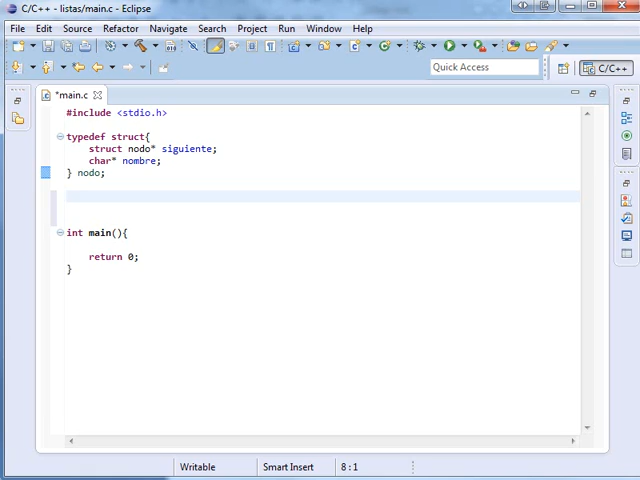 C/C++ - listas/main.c - Eclipse
File Edit Source Refactor Navigate Search Project Run Window Help
Quick Access
C/C++
*main.c
#include <stdio.h>
typedef struct{
struct nodo* siguiente;
char* nombre;
} nodo;
int main(){
return 0;
}
Writable Smart Insert 8 : 1